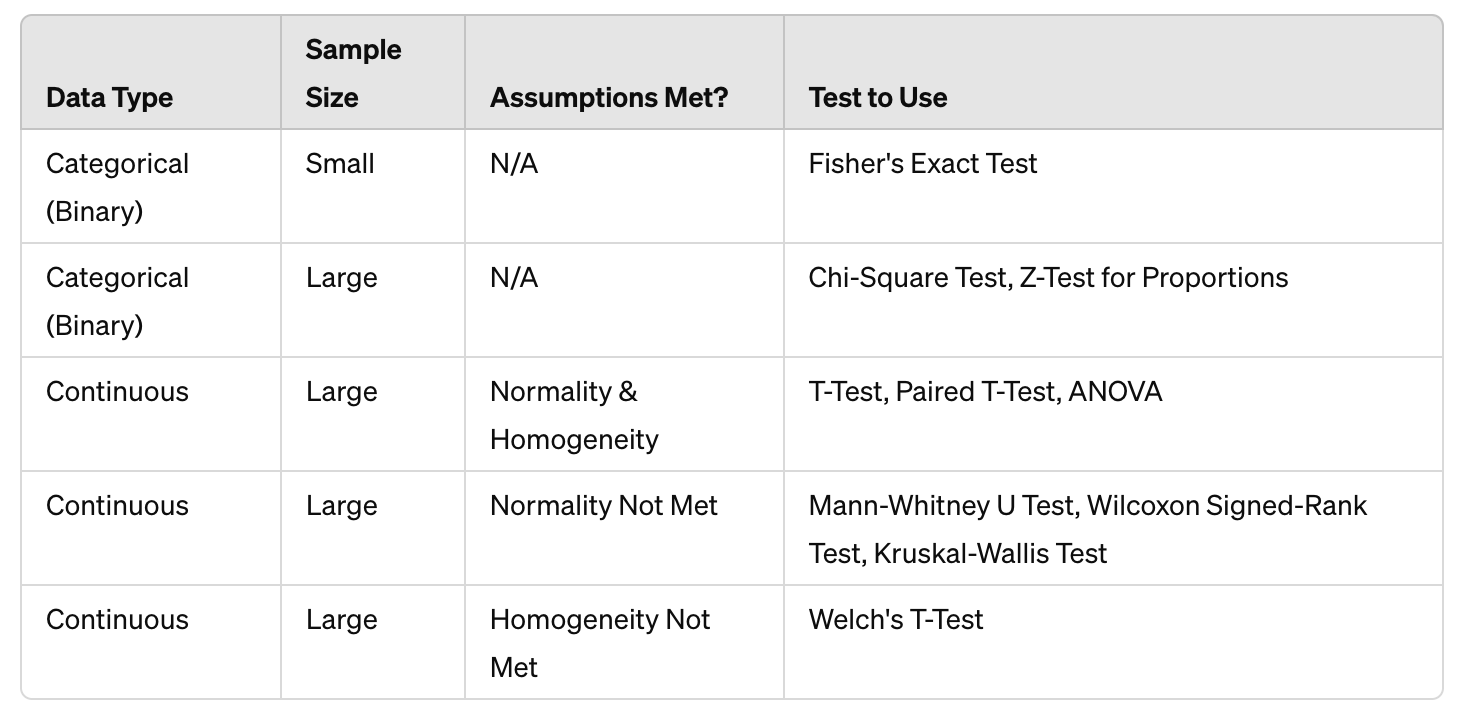 Data Type
Sample
Size
Assumptions Met?
Test to Use
Categorical
(Binary)
Small
N/A
Fisher's Exact Test
Categorical
(Binary)
Large
N/A
Chi-Square Test, Z-Test for Proportions
Continuous
Large
Normality &
Homogeneity
T-Test, Paired T-Test, ANOVA
Continuous
Large
Normality Not Met
Mann-Whitney U Test, Wilcoxon Signed-Rank
Test, Kruskal-Wallis Test
Continuous
Large
Homogeneity Not
Met
Welch's T-Test